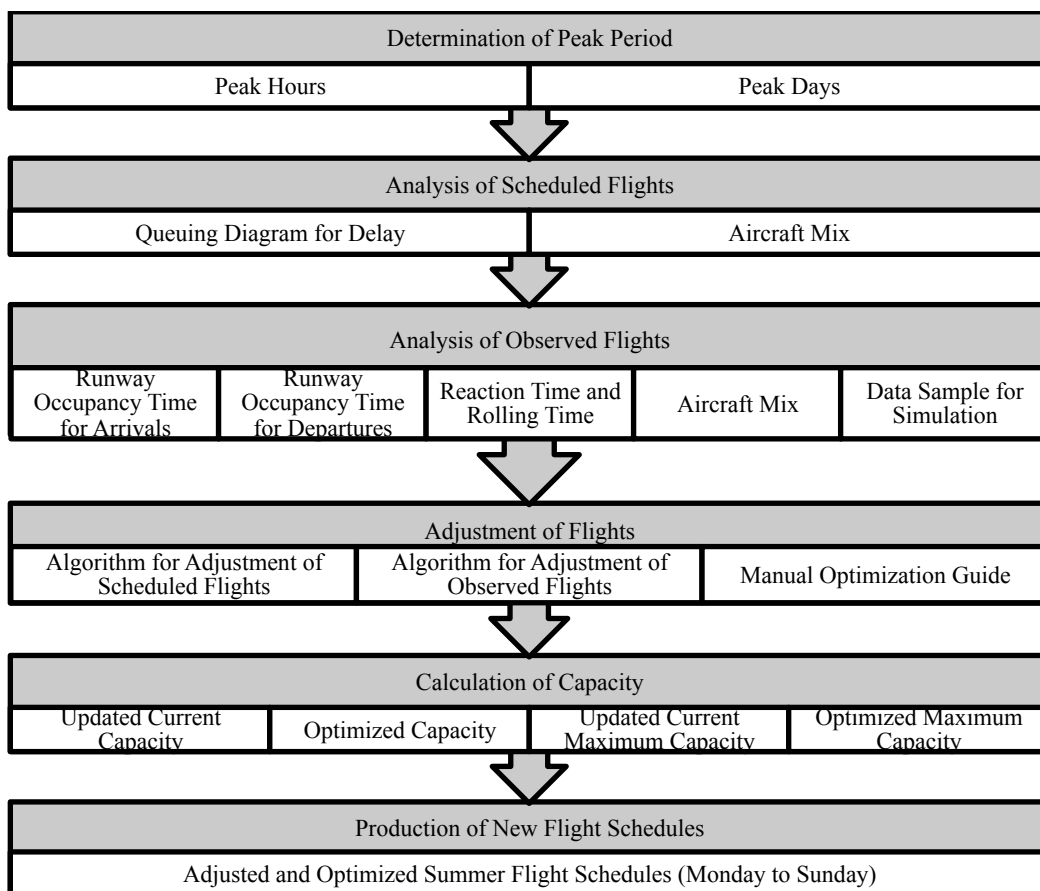 Determination of Peak Period
Peak Hours
Peak Days
Analysis of Scheduled Flights
Queuing Diagram for Delay
Aircraft Mix
Analysis of Observed Flights
Runway
Occupancy Time
for Arrivals
Runway
Occupancy Time
for Departures
Reaction Time and
Rolling Time
Aircraft Mix
Data Sample for
Simulation
Adjustment of Flights
Algorithm for Adjustment of
Scheduled Flights
Algorithm for Adjustment of
Observed Flights
Manual Optimization Guide
Calculation of Capacity
Updated Current
Capacity
Optimized Capacity
Updated Current
Maximum Capacity
Optimized Maximum
Capacity
Production of New Flight Schedules
Adjusted and Optimized Summer Flight Schedules (Monday to Sunday)